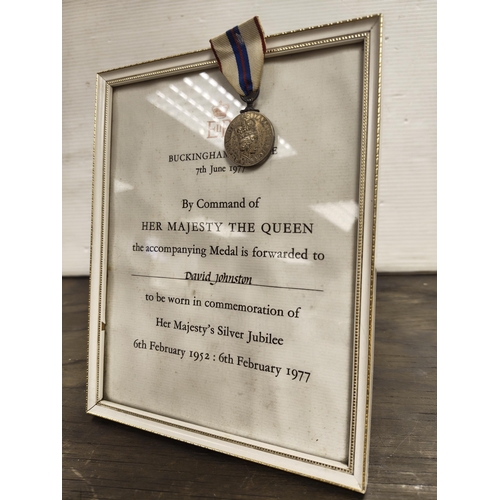 BUCKINGHAM
7th June 1977
By Command of
HER MAJESTY THE QUEEN
the accompanying Medal is forwarded to
David Johnston
to be worn in commemoration of
Her Majesty's Silver Jubilee
6th February 1952 : 6th February 1977